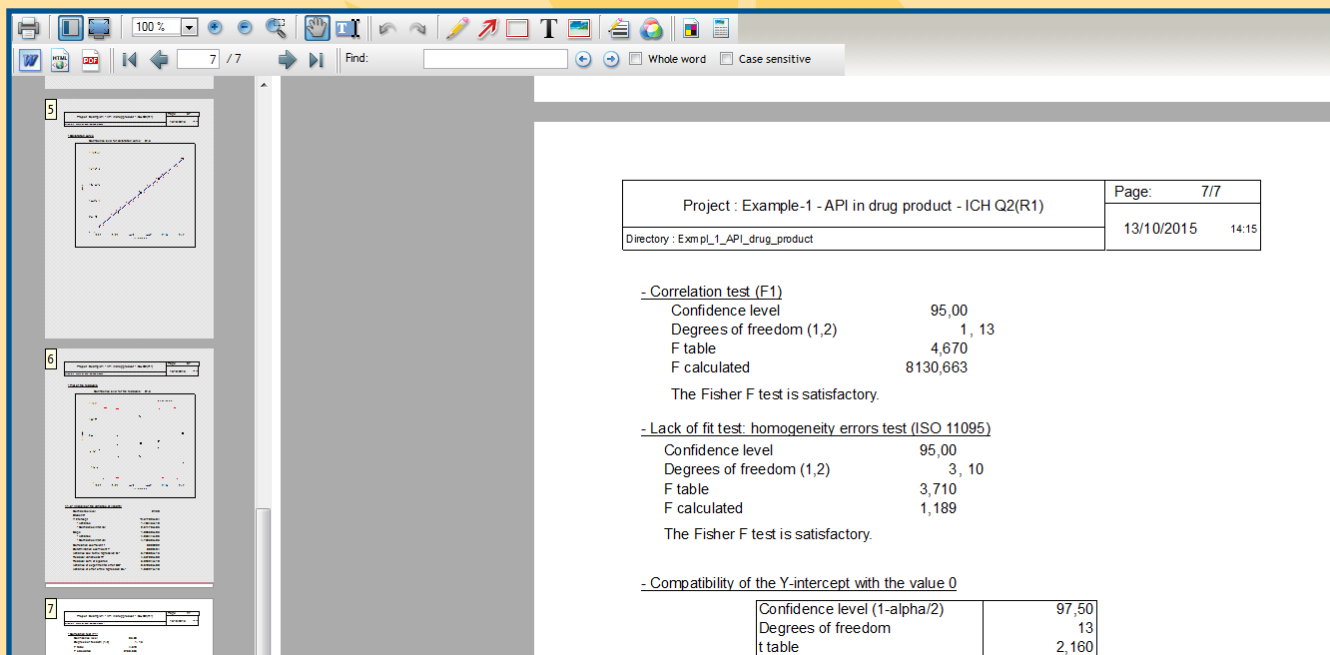 100 %
T
W HTML PDF 7 / 7 Find: Whole word Case sensitive
5
6
7
Project : Example-1 - API in drug product - ICH Q2(R1)
Page: 7/7
Directory : Exmpl_1_API_drug_product
13/10/2015 14:15
- Correlation test (F1)
Confidence level 95,00
Degrees of freedom (1,2) 1, 13
F table 4,670
F calculated 8130,663
The Fisher F test is satisfactory.
- Lack of fit test: homogeneity errors test (ISO 11095)
Confidence level 95,00
Degrees of freedom (1,2) 3, 10
F table 3,710
F calculated 1,189
The Fisher F test is satisfactory.
- Compatibility of the Y-intercept with the value 0
Confidence level (1-alpha/2) 97,50
Degrees of freedom 13
t table 2,160